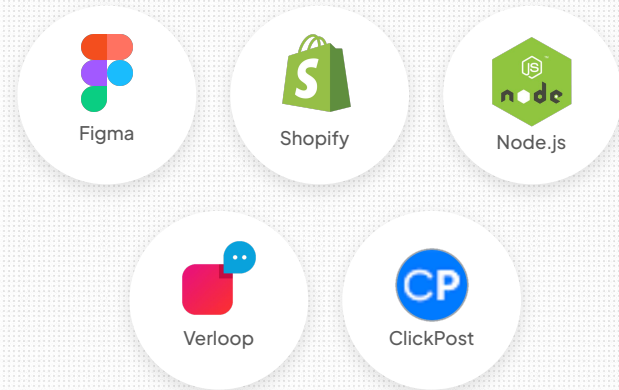 Figma
S
Shopify
JS
node
Node.js
Verloop
CP
ClickPost